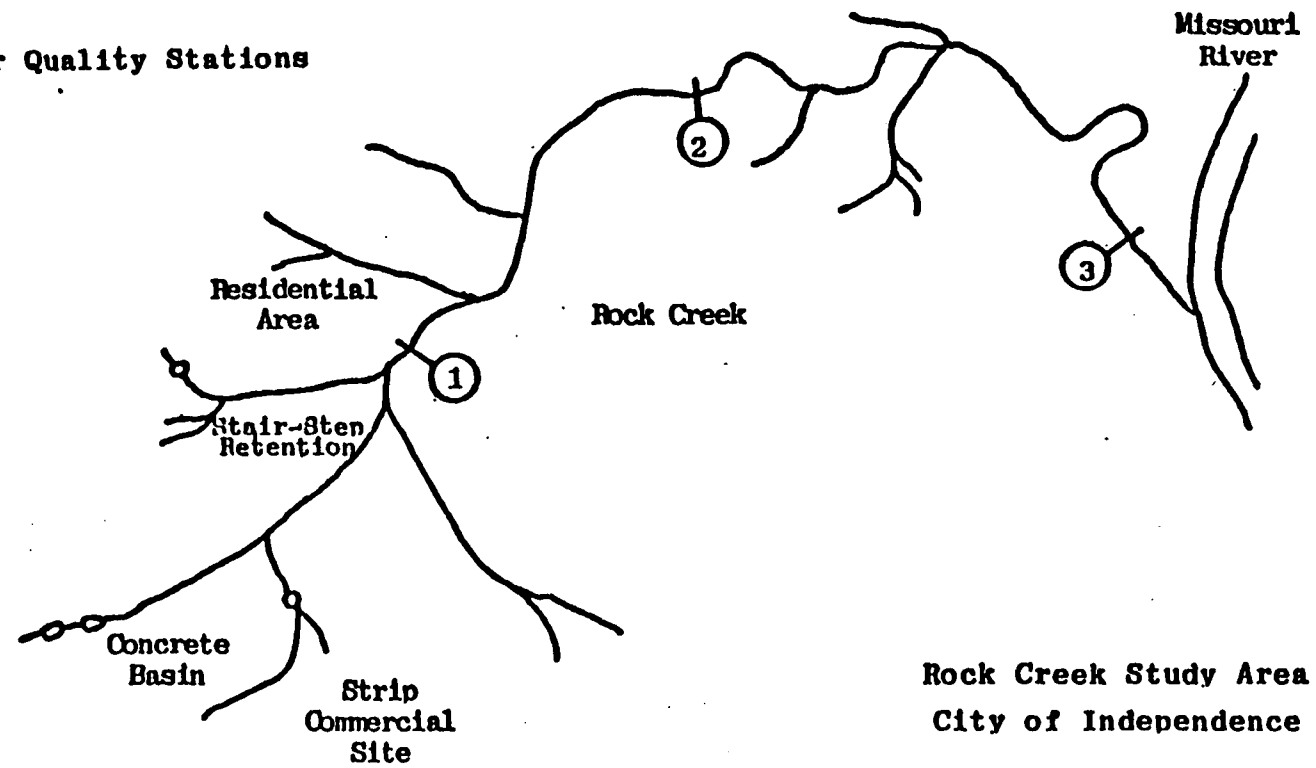 r Quality Stations
Missouri
River
2
3
Residential
Area
Rock Creek
1
Stair-Sten
Retention
Concrete
Basin
Strip
Commercial
Site
Rock Creek Study Area
City of Independence